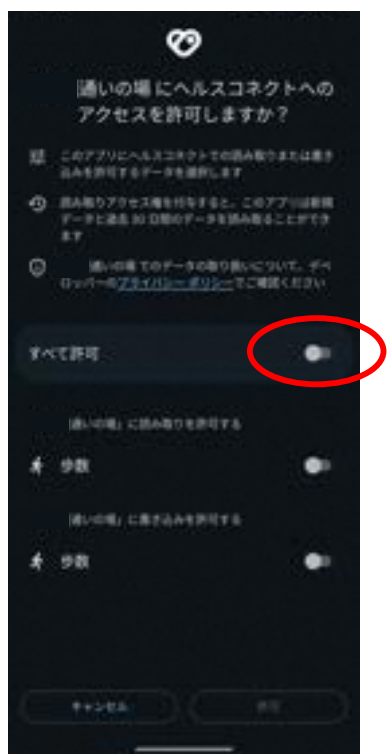 通いの場 にヘルスコネクトへの
アクセスを許可しますか？
このアプリにヘルスコネクトでの読み取りまたは書き
込みを許可するデータを選択します
読み取りアクセス権を付与すると、このアプリは新規
データと過去 30 日間のデータを読み取ることができ
ます
通いの場 でのデータの取り扱いについて、デベ
ロッパーのプライバシー ポリシーでご確認ください
すべて許可
通いの場」に読み取りを許可する
歩数
通いの場」に書き込みを許可する
歩数
キャンセル
許可